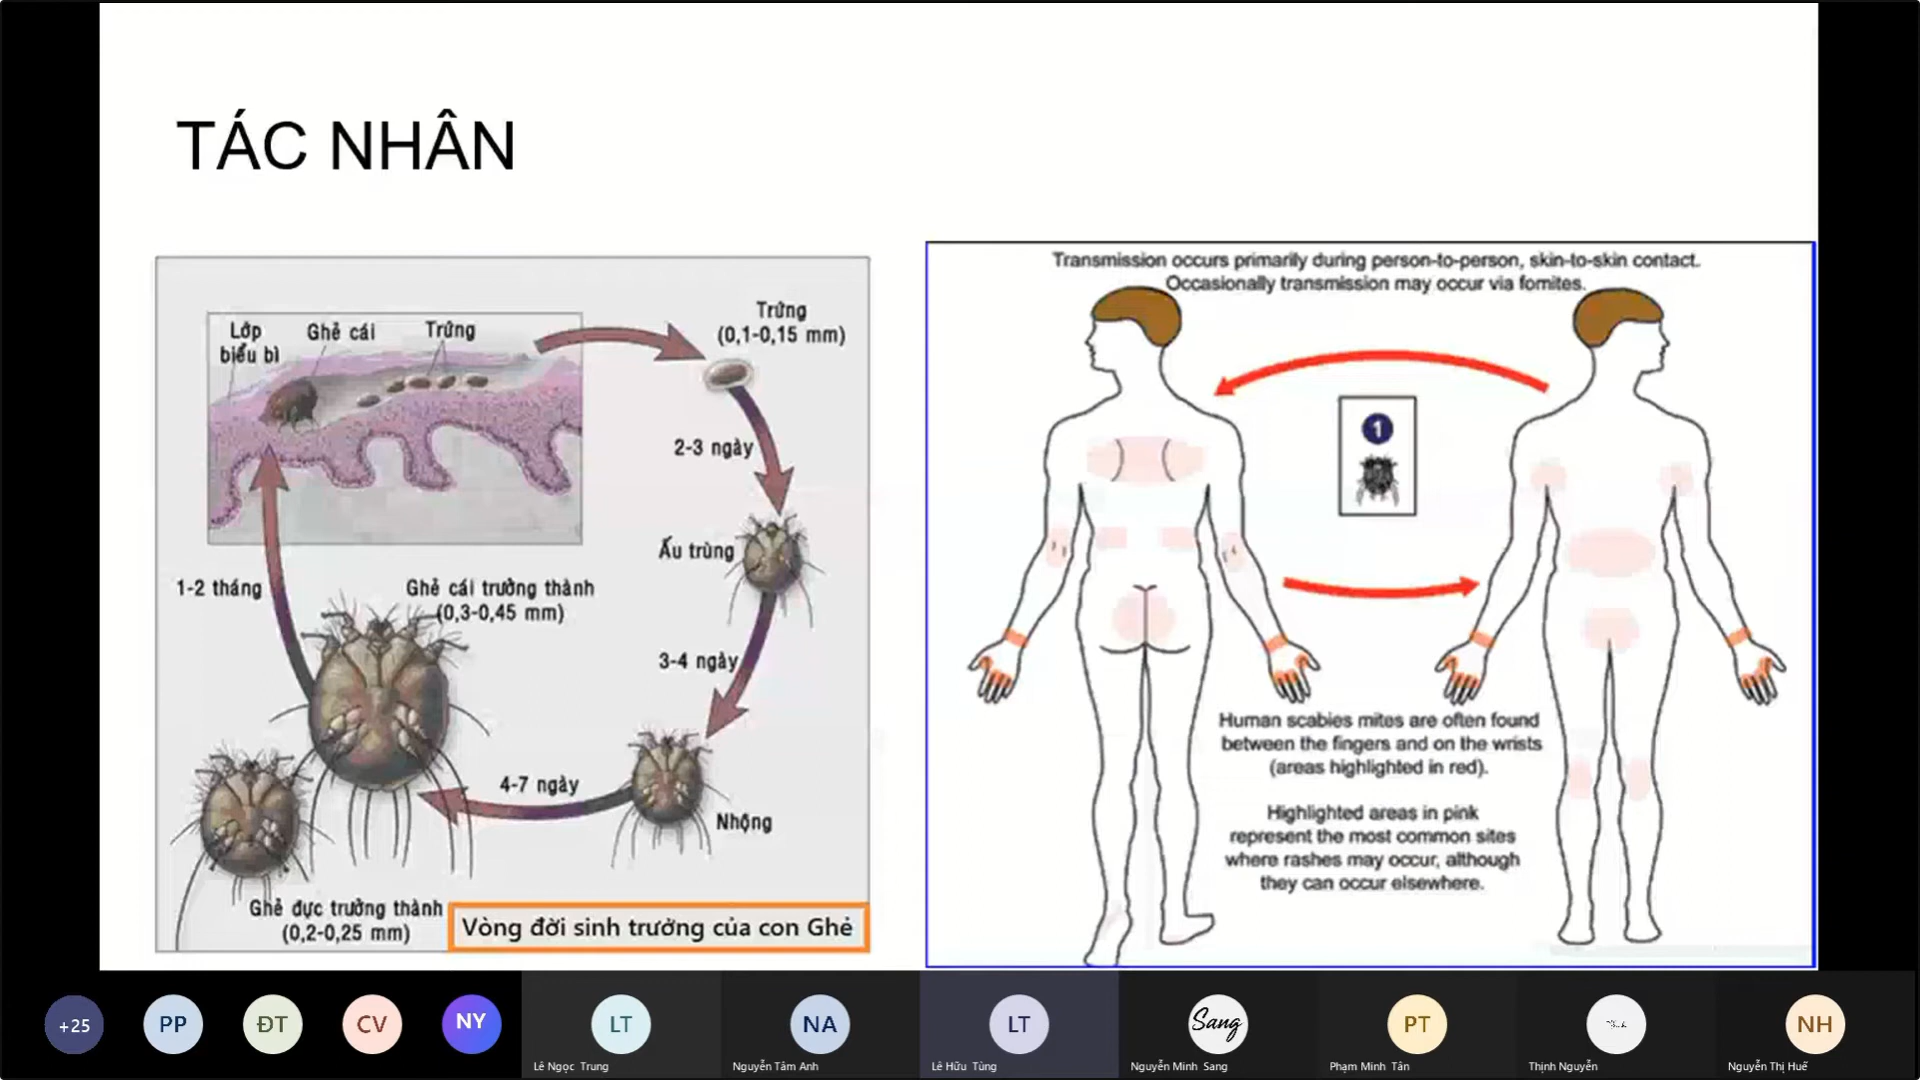 TÁC NHÂN
Lớp
biểu bì
Ghẻ cái
Trứng
Trứng
(0,1-0,15 mm)
2-3 ngày
Ấu trùng
3-4 ngày
Nhộng
4-7 ngày
Ghẻ cái trưởng thành
(0,3-0,45 mm)
1-2 tháng
Ghẻ đực trưởng thành
(0,2-0,25 mm)
Vòng đời sinh trưởng của con Ghẻ
Transmission occurs primarily during person-to-person, skin-to-skin contact.
Occasionally transmission may occur via fomites.
1
Human scabies mites are often found
between the fingers and on the wrists
(areas highlighted in red).
Highlighted areas in pink
represent the most common sites
where rashes may occur, although
they can occur elsewhere.
+25
PP
ĐT
CV
NY
LT
Lê Ngọc Trung
NA
Nguyễn Tâm Anh
LT
Lê Hữu Tùng
Sang
Nguyễn Minh Sang
PT
Phạm Minh Tân
Thịnh Nguyễn
NH
Nguyễn Thị Huế